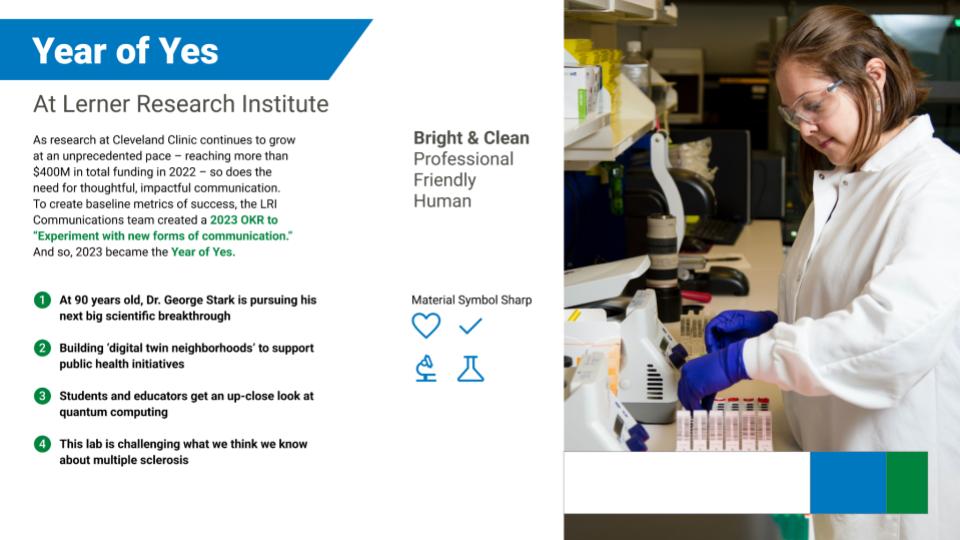 Year of Yes
At Lerner Research Institute
As research at Cleveland Clinic continues to grow
at an unprecedented pace – reaching more than
$400M in total funding in 2022 – so does the
need for thoughtful, impactful communication.
To create baseline metrics of success, the LRI
Communications team created a 2023 OKR to
“Experiment with new forms of communication.”
And so, 2023 became the Year of Yes.
1 At 90 years old, Dr. George Stark is pursuing his
next big scientific breakthrough
2 Building ‘digital twin neighborhoods’ to support
public health initiatives
3 Students and educators get an up-close look at
quantum computing
4 This lab is challenging what we think we know
about multiple sclerosis
Bright & Clean
Professional
Friendly
Human
Material Symbol Sharp